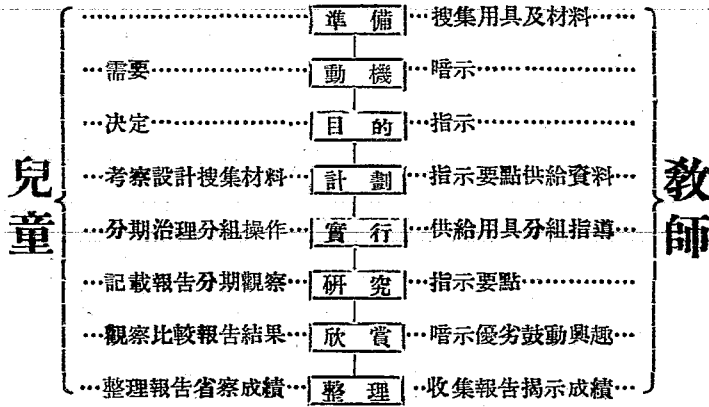 準備 搜集用具及材料
需要 動機 暗示
決定 目的 指示
考察設計搜集材料 計劃 指示要點供給資料
兒童 教師
分期治理分組操作 實行 供給用具分組指導
記載報告分期觀察 研究 指示要點
觀察比較報告結果 欣賞 暗示優劣鼓動興趣
整理報告省察成績 整理 收集報告揭示成績